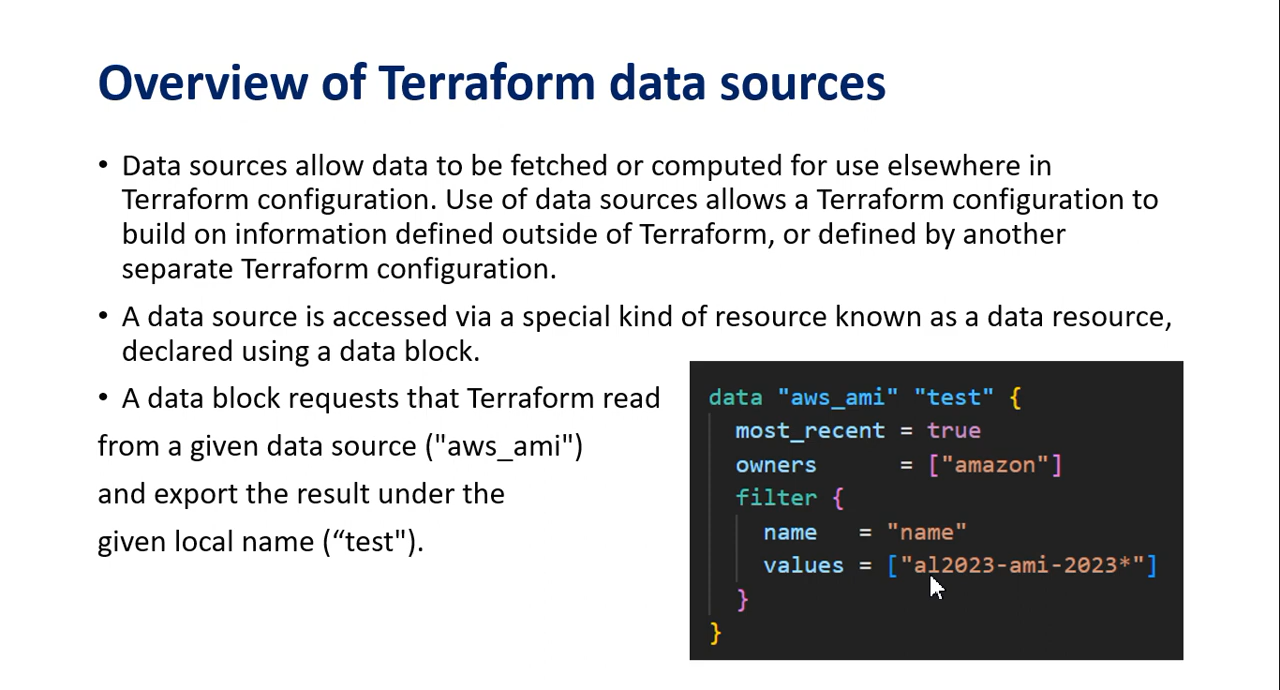 Overview of Terraform data sources
• Data sources allow data to be fetched or computed for use elsewhere in
Terraform configuration. Use of data sources allows a Terraform configuration to
build on information defined outside of Terraform, or defined by another
separate Terraform configuration.
• A data source is accessed via a special kind of resource known as a data resource,
declared using a data block.
• A data block requests that Terraform read
from a given data source ("aws_ami")
and export the result under the
given local name (“test").
data "aws_ami" "test" {
  most_recent = true
  owners      = ["amazon"]
  filter {
    name   = "name"
    values = ["al2023-ami-2023*"]
  }
}